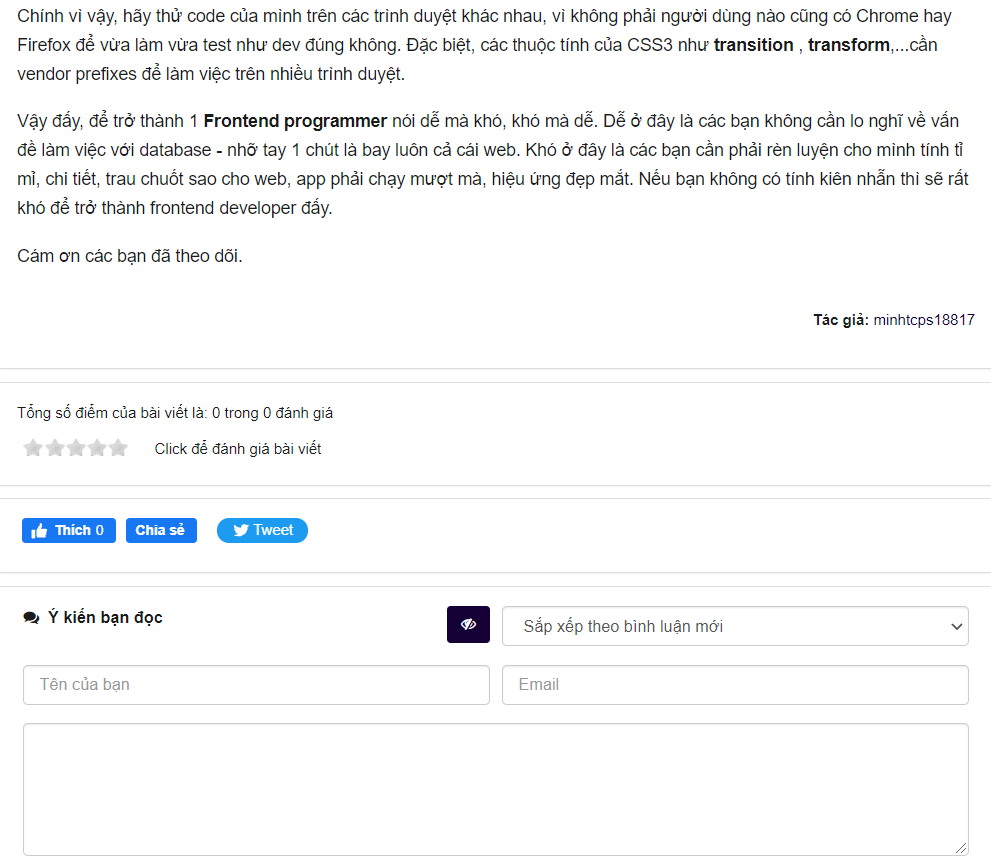 Chính vì vậy, hãy thử code của mình trên các trình duyệt khác nhau, vì không phải người dùng nào cũng có Chrome hay
Firefox để vừa làm vừa test như dev đúng không. Đặc biệt, các thuộc tính của CSS3 như transition , transform,...cần
vendor prefixes để làm việc trên nhiều trình duyệt.
Vậy đấy, để trở thành 1 Frontend programmer nói dễ mà khó, khó mà dễ. Dễ ở đây là các bạn không cần lo nghĩ về vấn
đề làm việc với database - nhỡ tay 1 chút là bay luôn cả cái web. Khó ở đây là các bạn cần phải rèn luyện cho mình tính tỉ
mỉ, chi tiết, trau chuốt sao cho web, app phải chạy mượt mà, hiệu ứng đẹp mắt. Nếu bạn không có tính kiên nhẫn thì sẽ rất
khó để trở thành frontend developer đấy.
Cám ơn các bạn đã theo dõi.
Tác giả: minhtcps18817
Tổng số điểm của bài viết là: 0 trong 0 đánh giá
Click để đánh giá bài viết
Thích 0 Chia sẻ Tweet
Ý kiến bạn đọc Sắp xếp theo bình luận mới
Tên của bạn Email